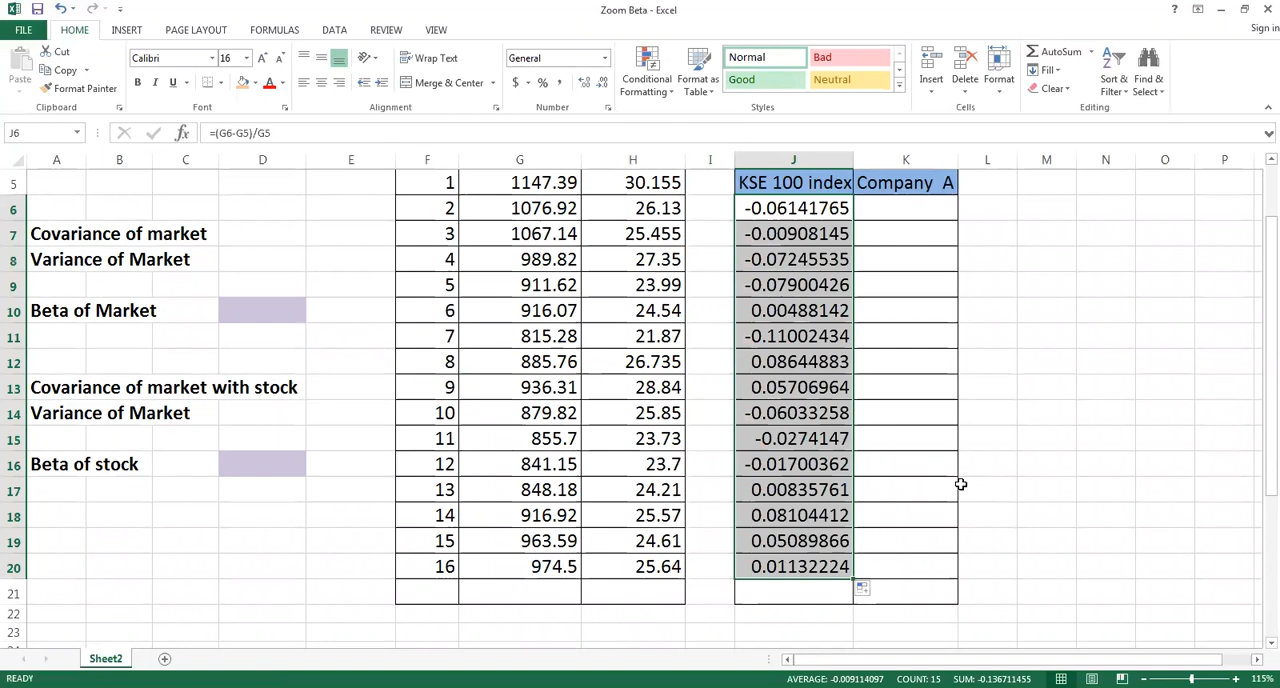 Zoom Beta - Excel
Sign in
FILE HOME INSERT PAGE LAYOUT FORMULAS DATA REVIEW VIEW
Paste
Cut
Copy
Format Painter
Clipboard
Calibri 16
B I U
Font
Wrap Text
Merge & Center
Alignment
General
$ % ,
Number
Conditional Formatting
Format as Table
Normal Bad
Good Neutral
Styles
Insert Delete Format
Cells
AutoSum
Fill
Clear
Sort & Filter
Find & Select
Editing
J6 =(G6-G5)/G5
A B C D E F G H I J K L M N O P
5 1 1147.39 30.155 KSE 100 index Company A
6 2 1076.92 26.13 -0.06141765
7 Covariance of market 3 1067.14 25.455 -0.00908145
8 Variance of Market 4 989.82 27.35 -0.07245535
9 5 911.62 23.99 -0.07900426
10 Beta of Market 6 916.07 24.54 0.00488142
11 7 815.28 21.87 -0.11002434
12 8 885.76 26.735 0.08644883
13 Covariance of market with stock 9 936.31 28.84 0.05706964
14 Variance of Market 10 879.82 25.85 -0.06033258
15 11 855.7 23.73 -0.0274147
16 Beta of stock 12 841.15 23.7 -0.01700362
17 13 848.18 24.21 0.00835761
18 14 916.92 25.57 0.08104412
19 15 963.59 24.61 0.05089866
20 16 974.5 25.64 0.01132224
21
22
23
Sheet2
READY AVERAGE: -0.009114097 COUNT: 15 SUM: -0.136711455 115%